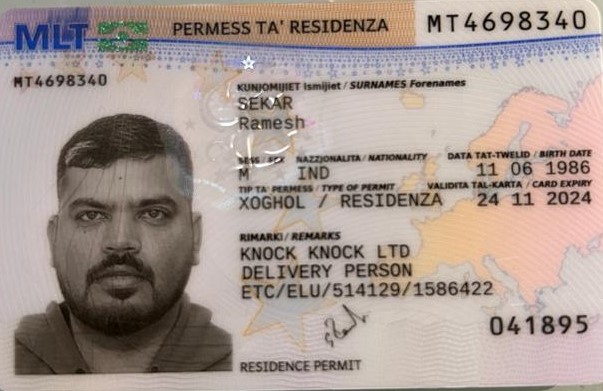 MLT
PERMESS TA' RESIDENZA
MT4698340
MT4698340
KUNJOMIJIET Ismijiet / SURNAMES Forenames
SEKAR
Ramesh
SESS / SEX NAZZJONALITA / NATIONALITY DATA TAT-TWELID / BIRTH DATE
M IND 11 06 1986
TIP TA' PERMESS / TYPE OF PERMIT VALIDITA TAL-KARTA / CARD EXPIRY
XOGHOL / RESIDENZA 24 11 2024
RIMARKI / REMARKS
KNOCK KNOCK LTD
DELIVERY PERSON
ETC/ELU/514129/1586422
041895
RESIDENCE PERMIT